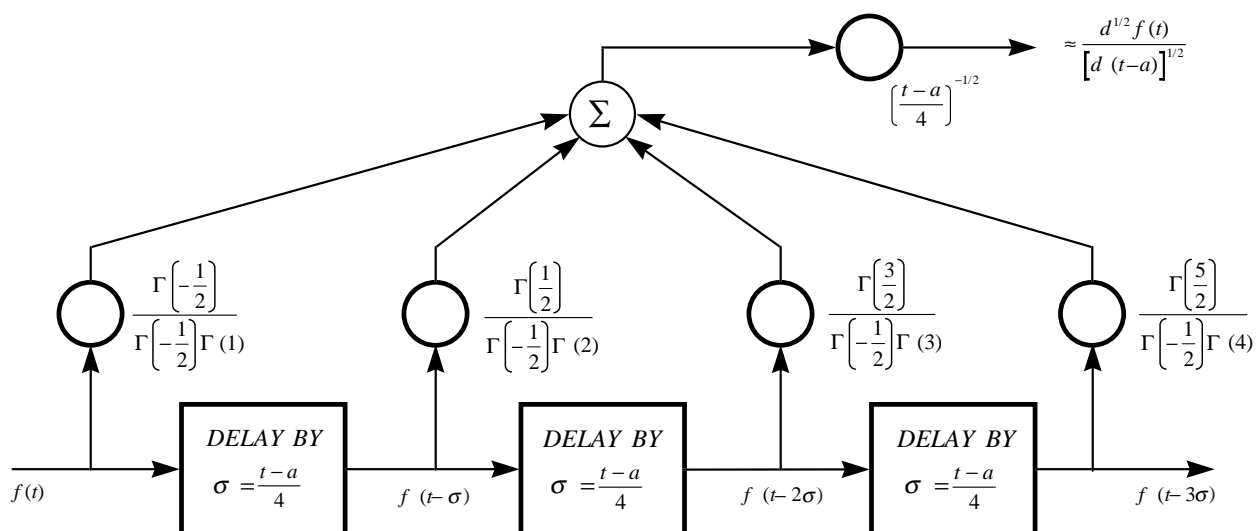 ≈ d^{1/2} f(t) / [d (t−a)]^{1/2}
((t−a)/4)^{−1/2}
Σ
Γ(−1/2) / Γ(−1/2)Γ(1)
Γ(1/2) / Γ(−1/2)Γ(2)
Γ(3/2) / Γ(−1/2)Γ(3)
Γ(5/2) / Γ(−1/2)Γ(4)
f(t)
DELAY BY
σ = (t−a)/4
f (t−σ)
DELAY BY
σ = (t−a)/4
f (t−2σ)
DELAY BY
σ = (t−a)/4
f (t−3σ)